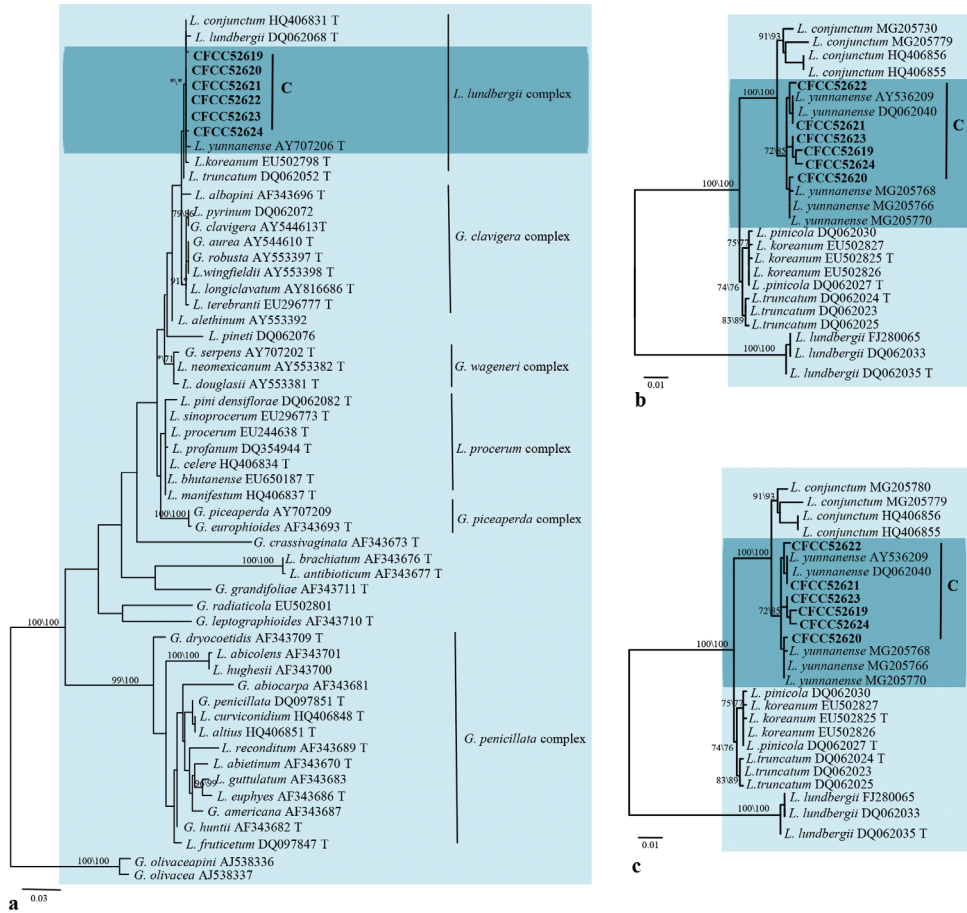 L. conjunctum HQ406831 T
L. lundbergii DQ062068 T
CFCC52619
CFCC52620
CFCC52621
CFCC52622
CFCC52623
CFCC52624
C
*\*
L. yunnanense AY707206 T
L.koreanum EU502798 T
L. truncatum DQ062052 T
L. lundbergii complex
L. albopini AF343696 T
L. pyrinum DQ062072
79\86
G. clavigera AY544613T
G. aurea AY544610 T
G. robusta AY553397 T
L.wingfieldii AY553398 T
91\*
L. longiclavatum AY816686 T
L. terebranti EU296777 T
G. clavigera complex
L. alethinum AY553392
L. pineti DQ062076
G. serpens AY707202 T
*\71
L. neomexicanum AY553382 T
L. douglasii AY553381 T
G. wageneri complex
L. pini densiflorae DQ062082 T
L. sinoprocerum EU296773 T
L. procerum EU244638 T
L. profanum DQ354944 T
L. celere HQ406834 T
L. bhutanense EU650187 T
L. manifestum HQ406837 T
L. procerum complex
100\100
G. piceaperda AY707209
G. europhioides AF343693 T
G. piceaperda complex
G. crassivaginata AF343673 T
100\100
L. brachiatum AF343676 T
L. antibioticum AF343677 T
G. grandifoliae AF343711 T
G. radiaticola EU502801
G. leptographioides AF343710 T
100\100
G. dryocoetidis AF343709 T
100\100
L. abicolens AF343701
L. hughesii AF343700
99\100
G. abiocarpa AF343681
G. penicillata DQ097851 T
L. curviconidium HQ406848 T
L. altius HQ406851 T
L. reconditum AF343689 T
L. abietinum AF343670 T
L. guttulatum AF343683
96\99
L. euphyes AF343686 T
G. americana AF343687
G. huntii AF343682 T
L. fruticetum DQ097847 T
G. penicillata complex
100\100
G. olivaceapini AJ538336
G. olivacea AJ538337
0.03
a
L. conjunctum MG205730
91\93
L. conjunctum MG205779
L. conjunctum HQ406856
L. conjunctum HQ406855
100\100
CFCC52622
L. yunnanense AY536209
L. yunnanense DQ062040
CFCC52621
CFCC52623
72\85
CFCC52619
CFCC52624
CFCC52620
C
L. yunnanense MG205768
L. yunnanense MG205766
L. yunnanense MG205770
100\100
L. pinicola DQ062030
75\77
L. koreanum EU502827
L. koreanum EU502825 T
L. koreanum EU502826
74\76
L .pinicola DQ062027 T
L.truncatum DQ062024 T
L.truncatum DQ062023
83\89
L.truncatum DQ062025
L. lundbergii FJ280065
100\100
L. lundbergii DQ062033
L. lundbergii DQ062035 T
0.01
b
L. conjunctum MG205780
91\93
L. conjunctum MG205779
L. conjunctum HQ406856
L. conjunctum HQ406855
100\100
CFCC52622
L. yunnanense AY536209
L. yunnanense DQ062040
CFCC52621
CFCC52623
72\85
CFCC52619
CFCC52624
CFCC52620
C
L. yunnanense MG205768
L. yunnanense MG205766
L. yunnanense MG205770
100\100
L. pinicola DQ062030
75\77
L. koreanum EU502827
L. koreanum EU502825 T
L. koreanum EU502826
74\76
L .pinicola DQ062027 T
L.truncatum DQ062024 T
L.truncatum DQ062023
83\89
L.truncatum DQ062025
L. lundbergii FJ280065
100\100
L. lundbergii DQ062033
L. lundbergii DQ062035 T
0.01
c